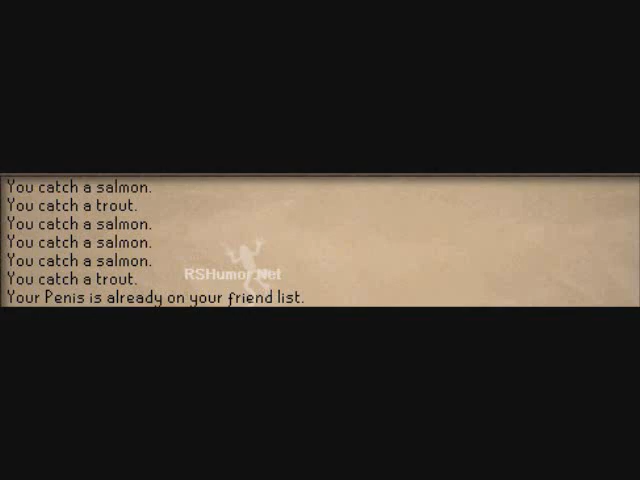 You catch a salmon.
You catch a trout.
You catch a salmon.
You catch a salmon.
You catch a salmon.
RSHumor.Net
You catch a trout.
Your Penis is already on your friend list.